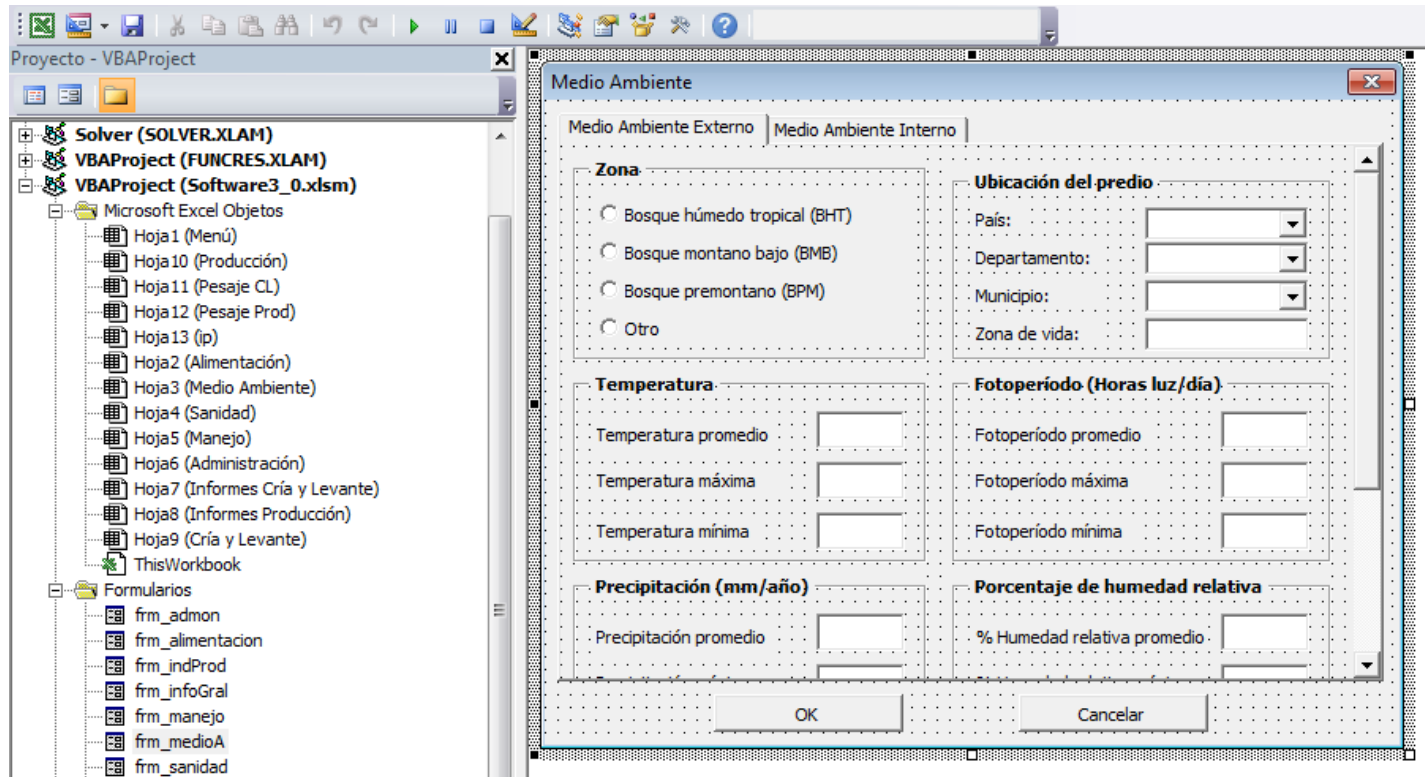 Proyecto - VBAProject
Solver (SOLVER.XLAM)
VBAProject (FUNCRES.XLAM)
VBAProject (Software3_0.xlsm)
Microsoft Excel Objetos
Hoja1 (Menú)
Hoja10 (Producción)
Hoja11 (Pesaje CL)
Hoja12 (Pesaje Prod)
Hoja13 (ip)
Hoja2 (Alimentación)
Hoja3 (Medio Ambiente)
Hoja4 (Sanidad)
Hoja5 (Manejo)
Hoja6 (Administración)
Hoja7 (Informes Cría y Levante)
Hoja8 (Informes Producción)
Hoja9 (Cría y Levante)
ThisWorkbook
Formularios
frm_admon
frm_alimentacion
frm_indProd
frm_infoGral
frm_manejo
frm_medioA
frm_sanidad
Medio Ambiente
Medio Ambiente Externo
Medio Ambiente Interno
Zona
Bosque húmedo tropical (BHT)
Bosque montano bajo (BMB)
Bosque premontano (BPM)
Otro
Ubicación del predio
País:
Departamento:
Municipio:
Zona de vida:
Temperatura
Temperatura promedio
Temperatura máxima
Temperatura mínima
Fotoperíodo (Horas luz/día)
Fotoperíodo promedio
Fotoperíodo máxima
Fotoperíodo mínima
Precipitación (mm/año)
Precipitación promedio
Porcentaje de humedad relativa
% Humedad relativa promedio
OK
Cancelar